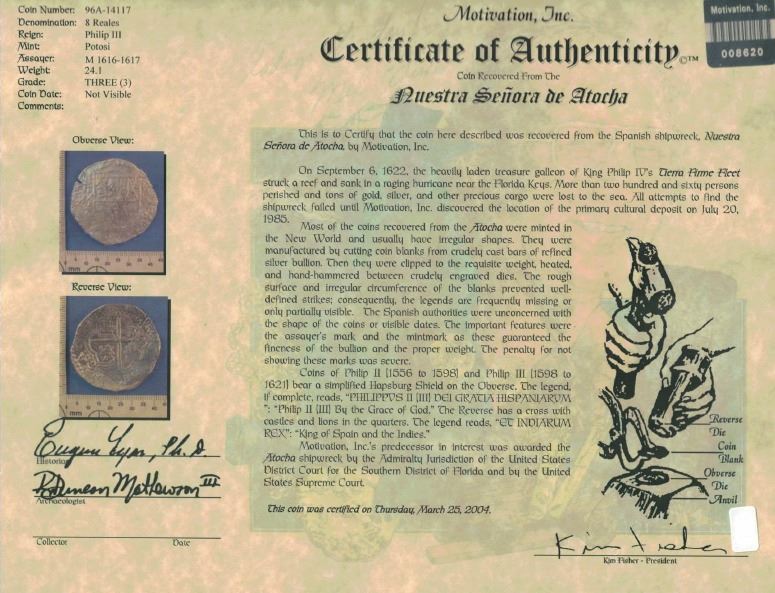 Coin Number: 96A-14117
Denomination: 8 Reales
Reign: Philip III
Mint: Potosi
Assayer: M 1616-1617
Weight: 24.1
Grade: THREE (3)
Coin Date: Not Visible
Comments:
Motivation, Inc.
Certificate of Authenticity ©™
Coin Recovered From The
Nuestra Señora de Atocha
Motivation, Inc.
008620
This is to Certify that the coin here described was recovered from the Spanish shipwreck, Nuestra
Señora de Atocha, by Motivation, Inc.
On September 6, 1622, the heavily laden treasure galleon of King Philip IV's Tierra Firme Fleet
struck a reef and sank in a raging hurricane near the Florida Keys. More than two hundred and sixty persons
perished and tons of gold, silver, and other precious cargo were lost to the sea. All attempts to find the
shipwreck failed until Motivation, Inc. discovered the location of the primary cultural deposit on July 20,
1985.
Most of the coins recovered from the Atocha were minted in
the New World and usually have irregular shapes. They were
manufactured by cutting coin blanks from crudely cast bars of refined
silver bullion. Then they were clipped to the requisite weight, heated,
and hand-hammered between crudely engraved dies. The rough
surface and irregular circumference of the blanks prevented well-
defined strikes; consequently, the legends are frequently missing or
only partially visible. The Spanish authorities were unconcerned with
the shape of the coins or visible dates. The important features were
the assayer's mark and the mintmark as these guaranteed the
fineness of the bullion and the proper weight. The penalty for not
showing these marks was severe.
Coins of Philip II [1556 to 1598] and Philip III [1598 to
1621] bear a simplified Hapsburg Shield on the Obverse. The legend,
if complete, reads, "PHILIPPVS II [III] DEI GRATIA HISPANIARUM
": "Philip II [III] By the Grace of God." The Reverse has a cross with
castles and lions in the quarters. The legend reads, "ET INDIARUM
REX": "King of Spain and the Indies."
Motivation, Inc.'s predecessor in interest was awarded the
Atocha shipwreck by the Admiralty Jurisdiction of the United States
District Court for the Southern District of Florida and by the United
States Supreme Court.
This coin was certified on Thursday, March 25, 2004.
Obverse View:
mm
Reverse View:
mm
Eugene Lyon, Ph.D.
Historian
R. Duncan Mathewson III
Archaeologist
Collector Date
Reverse
Die
Coin
Blank
Obverse
Die
Anvil
Kim Fisher
Kim Fisher - President